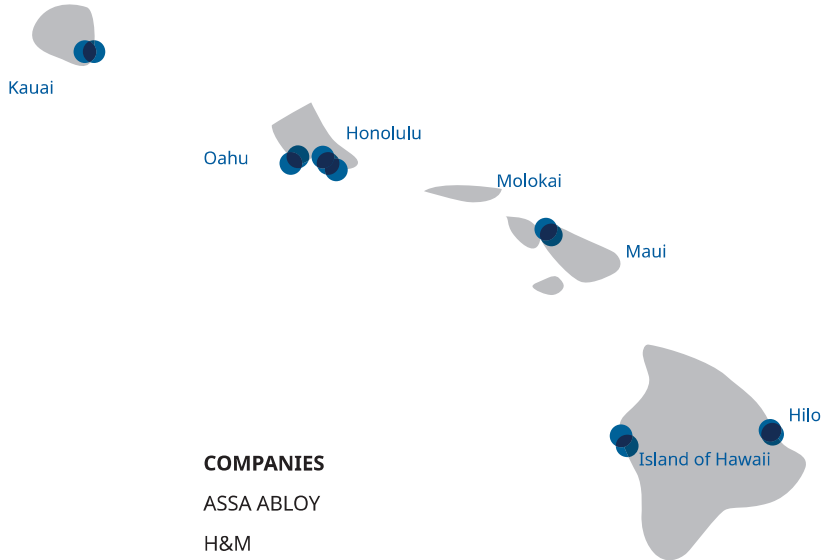 Kauai
Honolulu
Oahu
Molokai
Maui
Hilo
Island of Hawaii
COMPANIES
ASSA ABLOY
H&M